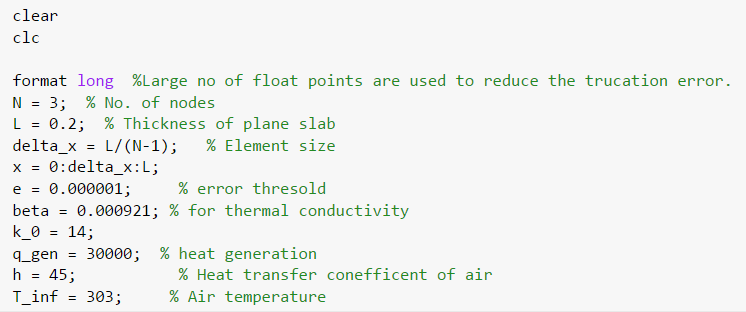 clear
clc
format long  %Large no of float points are used to reduce the trucation error.
N = 3;  % No. of nodes
L = 0.2;  % Thickness of plane slab
delta_x = L/(N-1);   % Element size
x = 0:delta_x:L;
e = 0.000001;     % error thresold
beta = 0.000921; % for thermal conductivity
k_0 = 14;
q_gen = 30000;  % heat generation
h = 45;           % Heat transfer conefficent of air
T_inf = 303;     % Air temperature